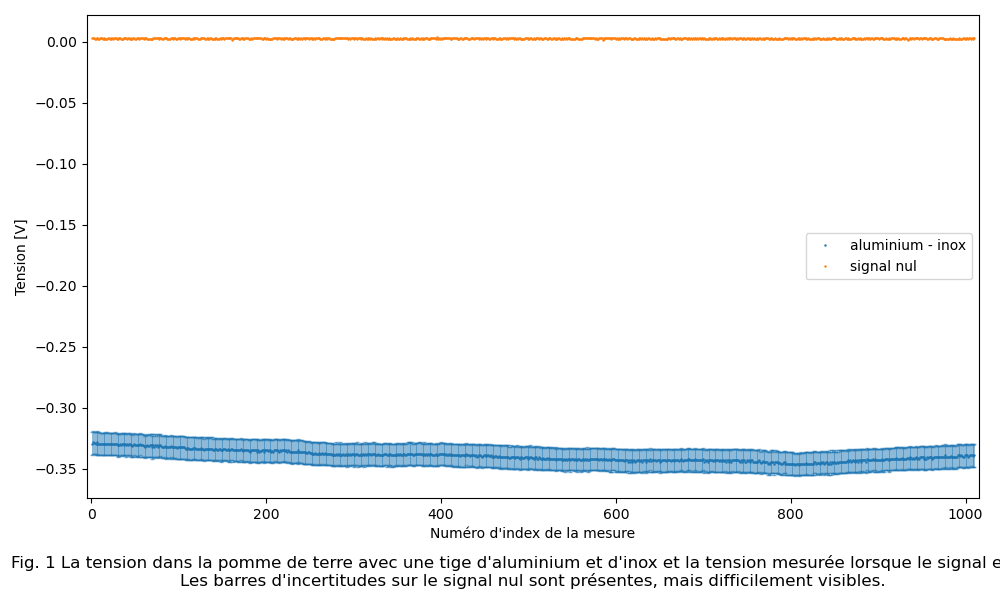 0.00
−0.05
−0.10
−0.15
−0.20
−0.25
−0.30
−0.35
Tension [V]
aluminium - inox
signal nul
0 200 400 600 800 1000
Numéro d'index de la mesure
Fig. 1 La tension dans la pomme de terre avec une tige d'aluminium et d'inox et la tension mesurée lorsque le signal
Les barres d'incertitudes sur le signal nul sont présentes, mais difficilement visibles.